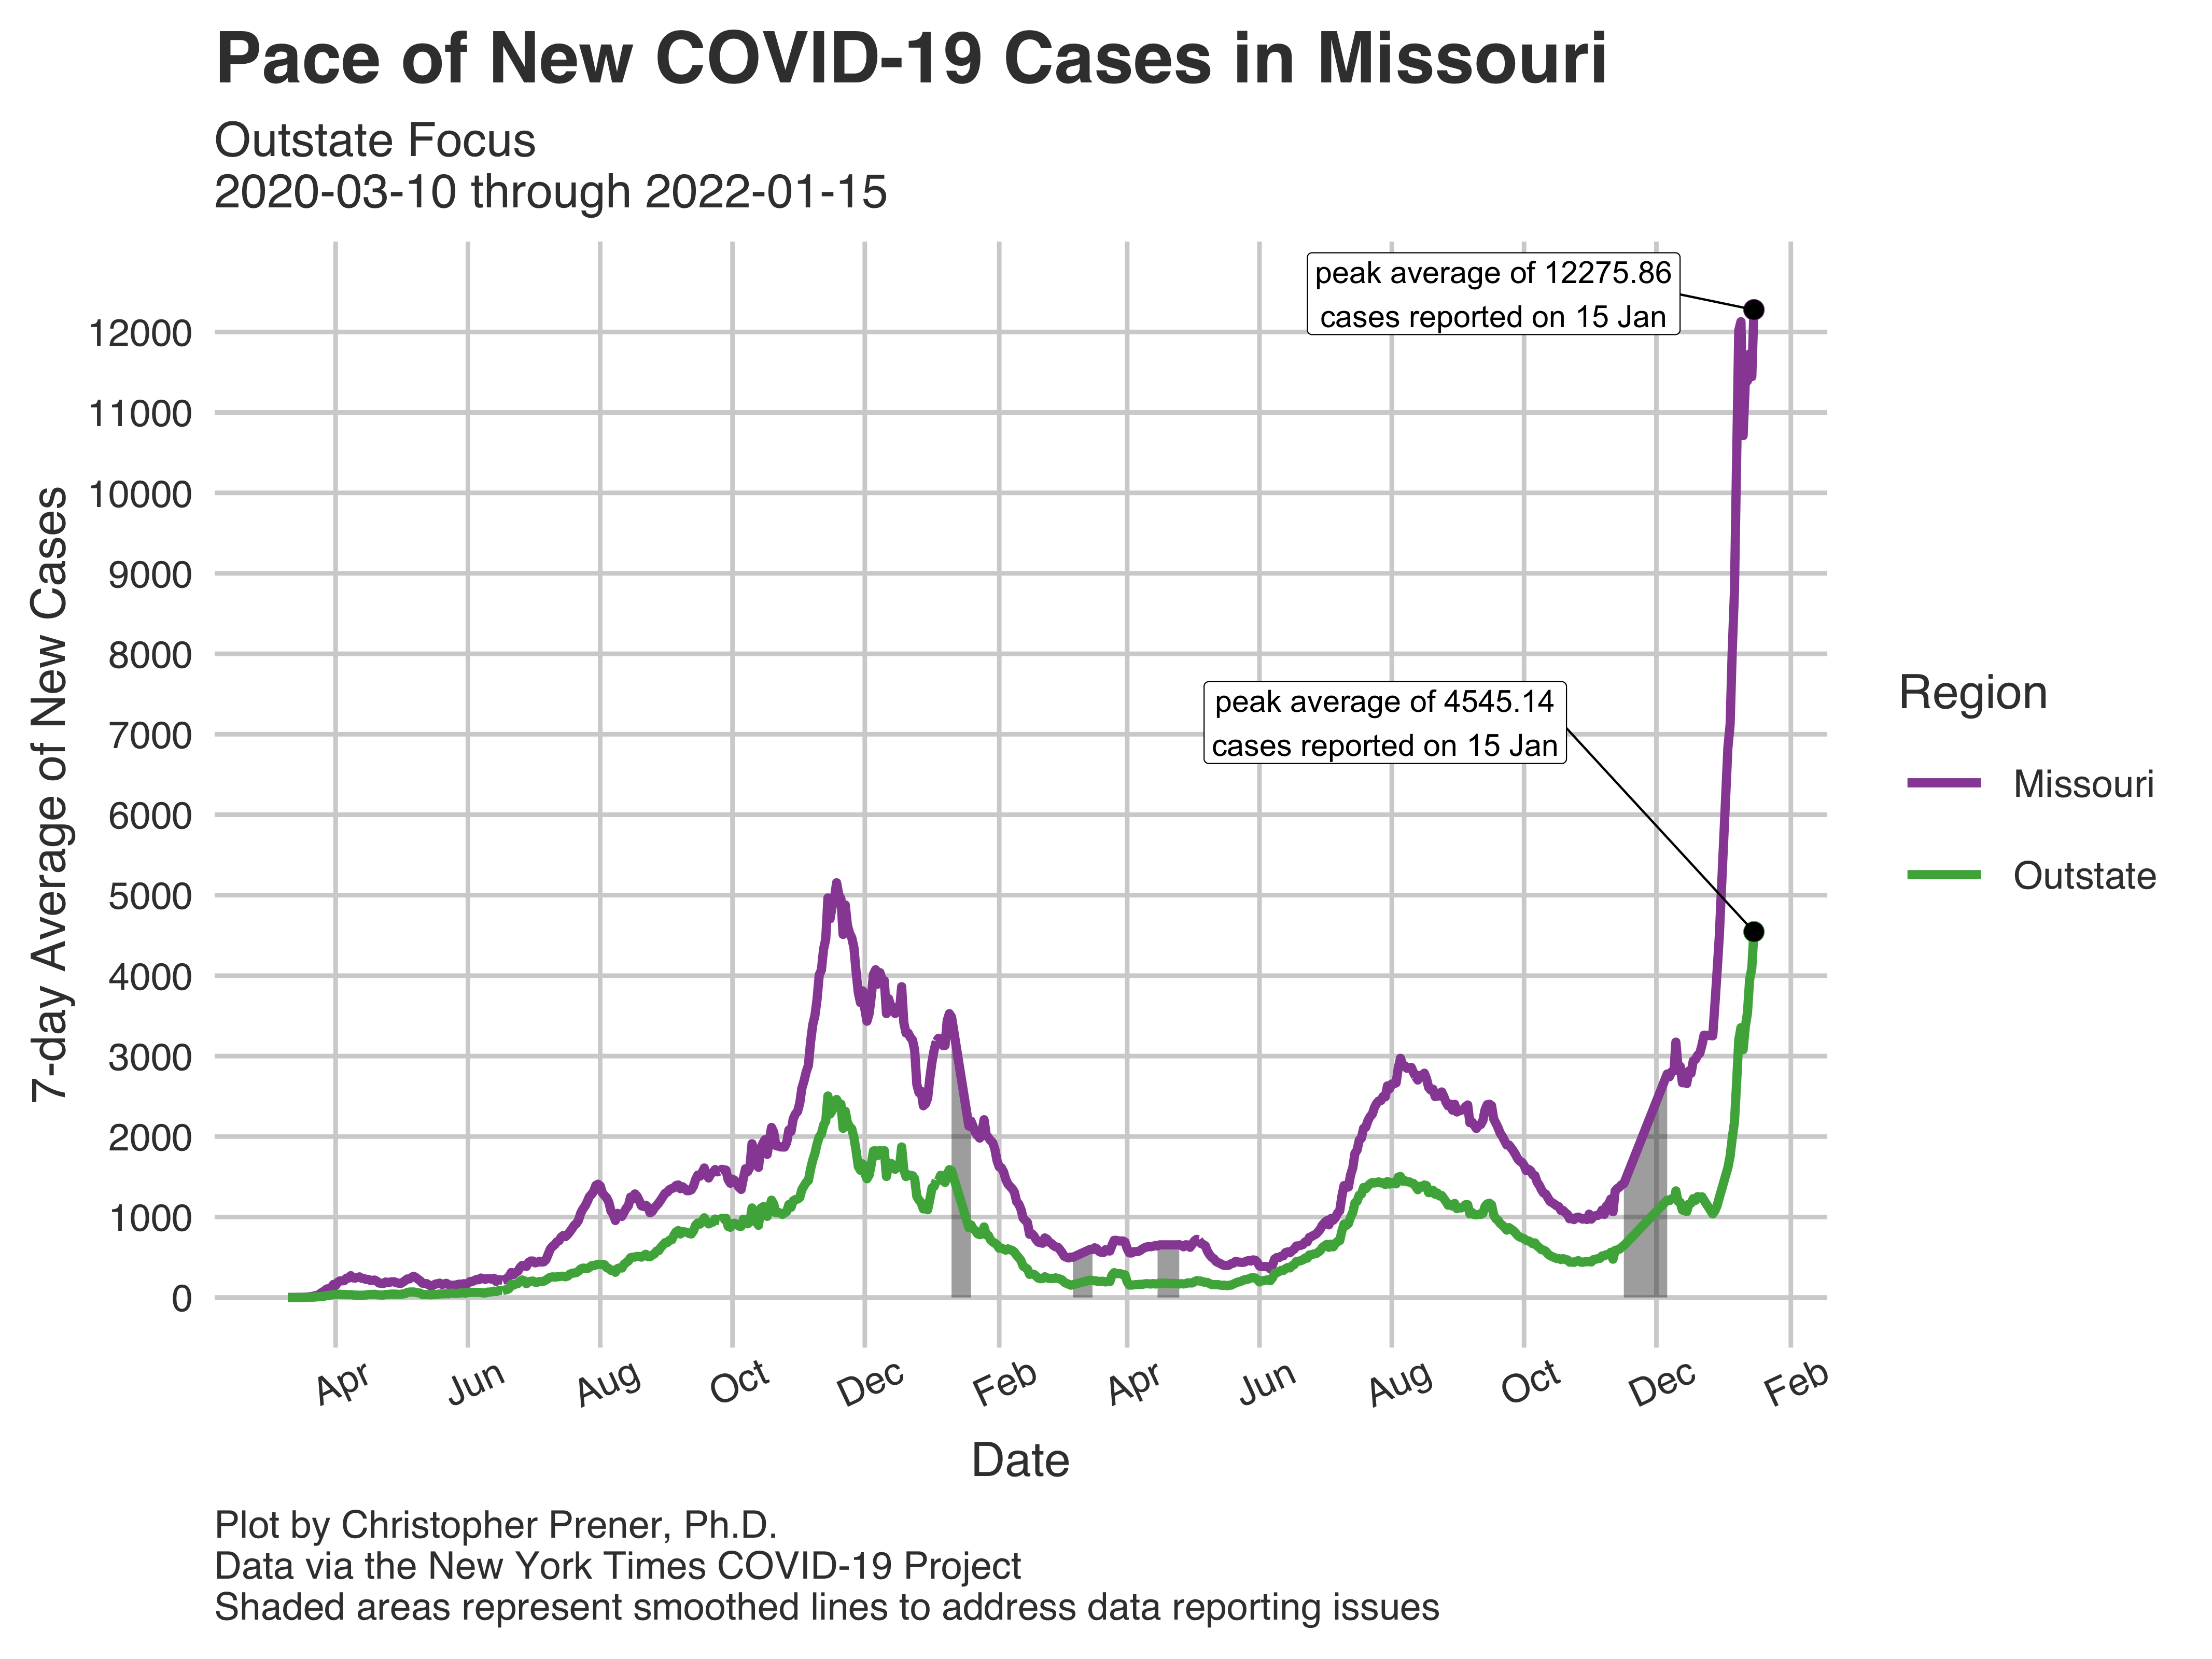 Pace of New COVID-19 Cases in Missouri
Outstate Focus
2020-03-10 through 2022-01-15
peak average of 12275.86
cases reported on 15 Jan
peak average of 4545.14
cases reported on 15 Jan
7-day Average of New Cases
12000
11000
10000
9000
8000
7000
6000
5000
4000
3000
2000
1000
0
Apr
Jun
Aug
Oct
Dec
Feb
Apr
Jun
Aug
Oct
Dec
Feb
Date
Region
Missouri
Outstate
Plot by Christopher Prener, Ph.D.
Data via the New York Times COVID-19 Project
Shaded areas represent smoothed lines to address data reporting issues